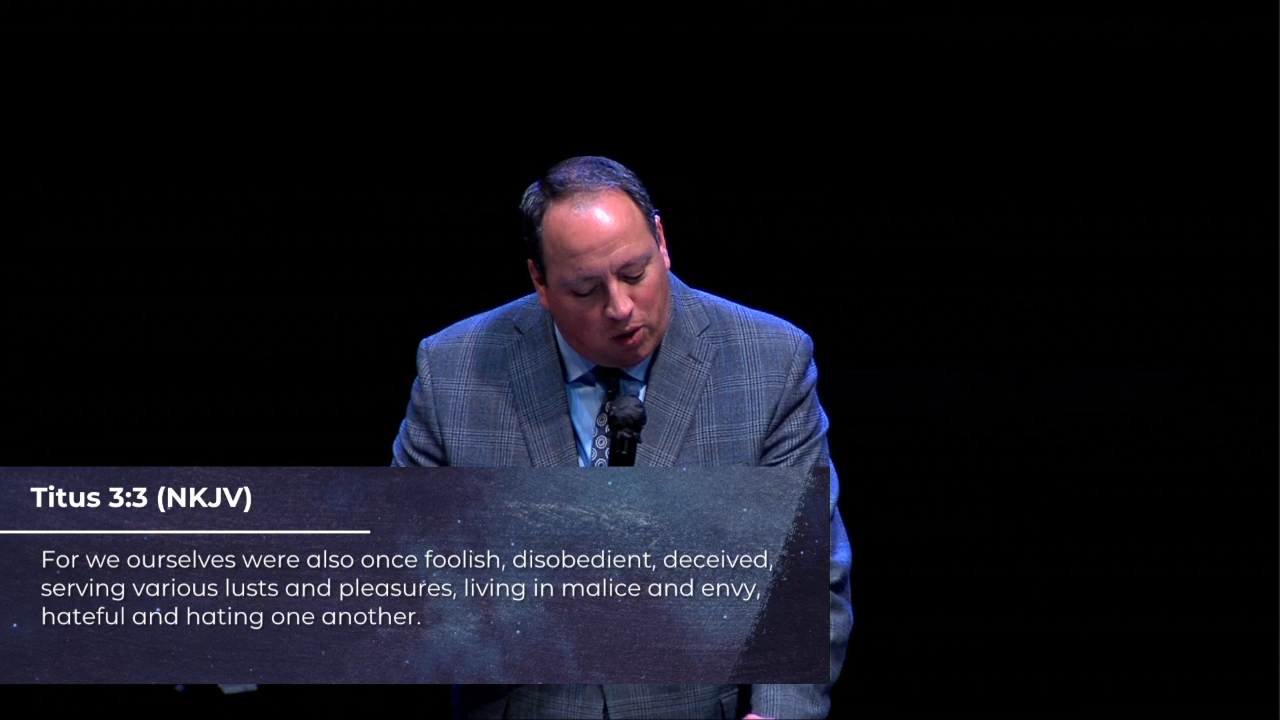 Titus 3:3 (NKJV)
For we ourselves were also once foolish, disobedient, deceived,
serving various lusts and pleasures, living in malice and envy,
hateful and hating one another.